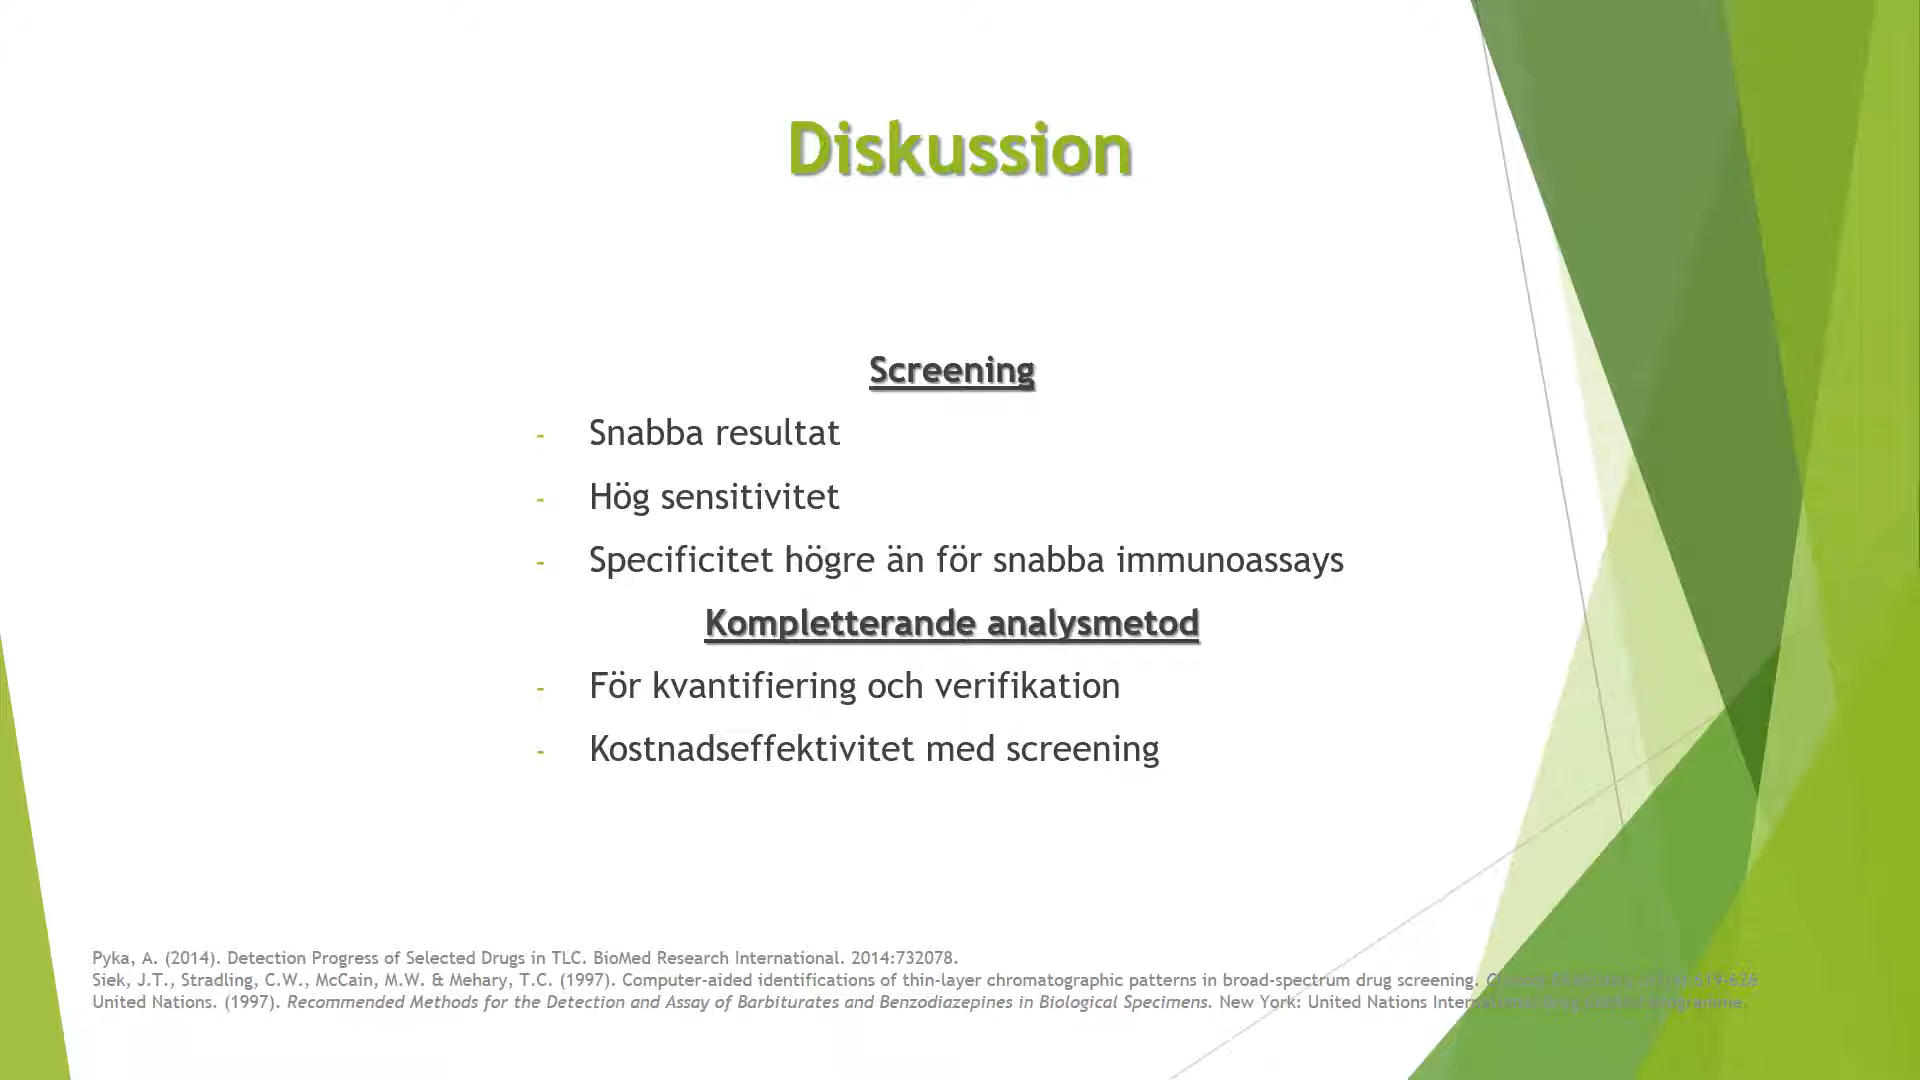 Diskussion
Screening
- Snabba resultat
- Hög sensitivitet
- Specificitet högre än för snabba immunoassays
Kompletterande analysmetod
- För kvantifiering och verifikation
- Kostnadseffektivitet med screening
Pyka, A. (2014). Detection Progress of Selected Drugs in TLC. BioMed Research International. 2014:732078.
Siek, J.T., Stradling, C.W., McCain, M.W. & Mehary, T.C. (1997). Computer-aided identifications of thin-layer chromatographic patterns in broad-spectrum drug screening.
United Nations. (1997). Recommended Methods for the Detection and Assay of Barbiturates and Benzodiazepines in Biological Specimens. New York: United Nations